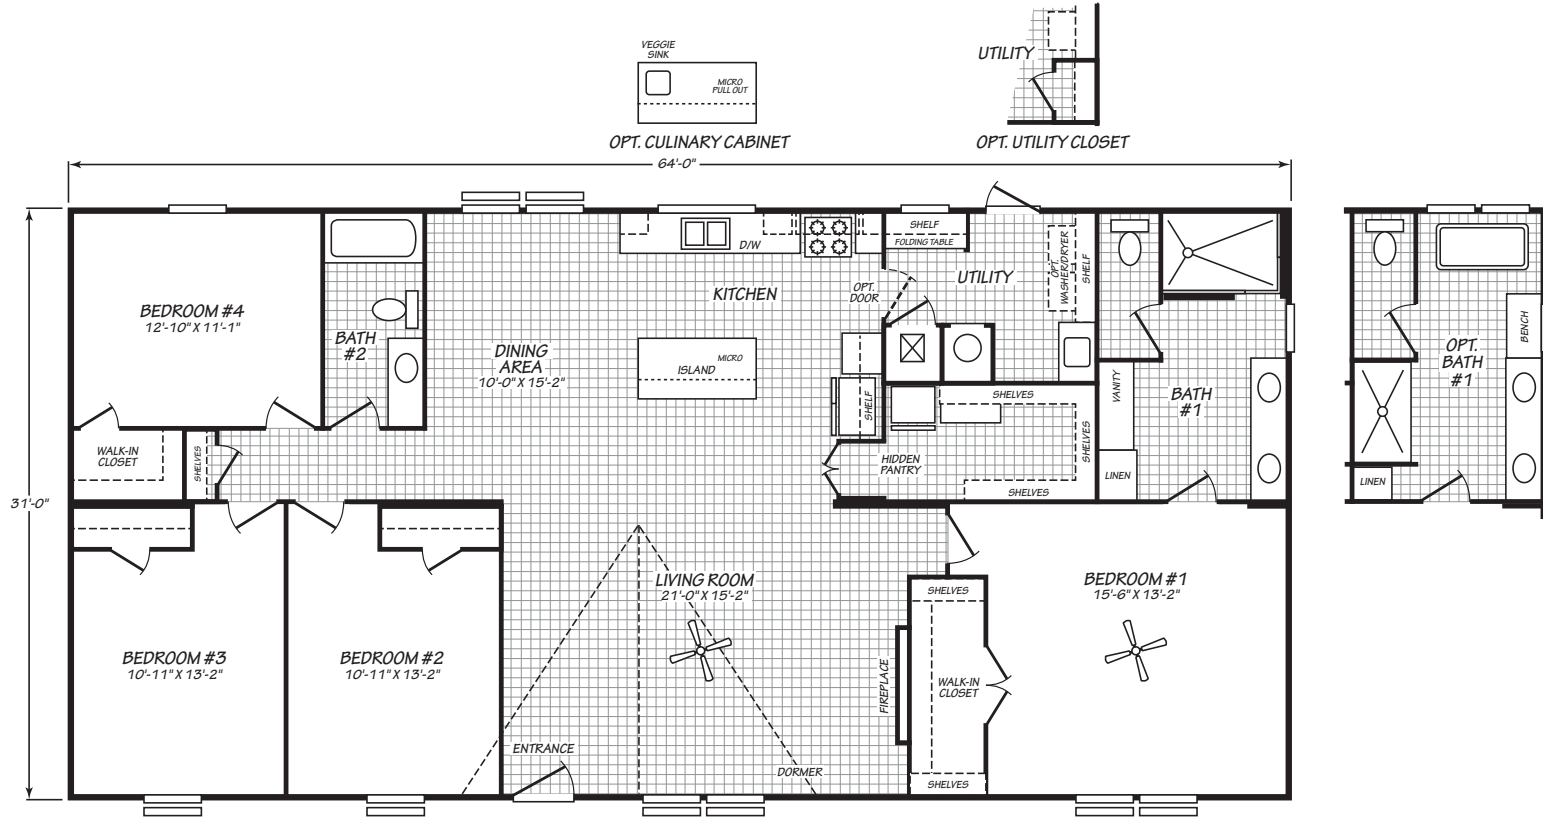 VEGGIE
SINK
MICRO
PULL OUT
OPT. CULINARY CABINET
UTILITY
OPT. UTILITY CLOSET
64'-0"
31'-0"
BEDROOM #4
12'-10" X 11'-1"
BATH
#2
DINING
AREA
10'-0" X 15'-2"
D/W
KITCHEN
MICRO
ISLAND
OPT.
DOOR
SHELF
FOLDING TABLE
UTILITY
OPT.
WASHER/DRYER
SHELF
SHELF
HIDDEN
PANTRY
SHELVES
SHELVES
SHELVES
VANITY
LINEN
BATH
#1
OPT.
BATH
#1
BENCH
LINEN
WALK-IN
CLOSET
SHELVES
BEDROOM #3
10'-11" X 13'-2"
BEDROOM #2
10'-11" X 13'-2"
LIVING ROOM
21'-0" X 15'-2"
ENTRANCE
DORMER
FIREPLACE
SHELVES
WALK-IN
CLOSET
SHELVES
BEDROOM #1
15'-6" X 13'-2"